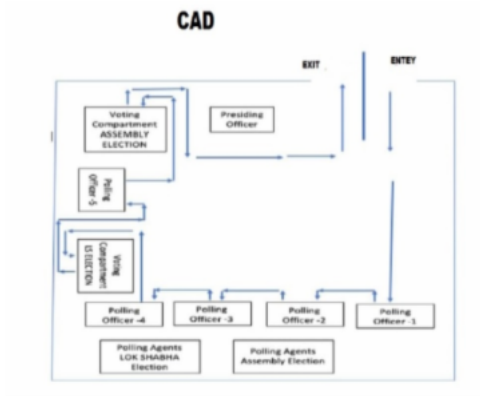 CAD
EXIT
ENTEY
Voting
Compartment
ASSEMBLY
ELECTION
Presiding
Officer
Polling
Officer -5
Voting
Compartment
LS ELECTION
Polling
Officer -4
Polling
Officer -3
Polling
Officer -2
Polling
Officer -1
Polling Agents
LOK SHABHA
Election
Polling Agents
Assembly Election